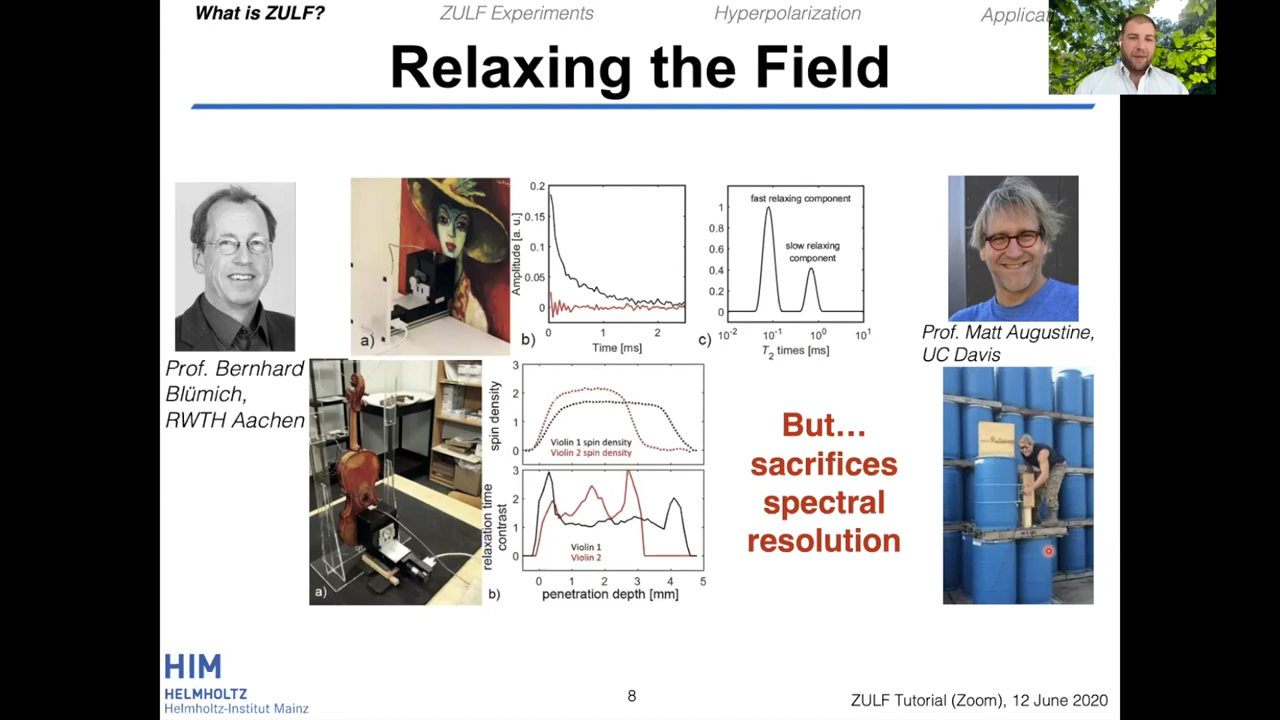 What is ZULF? ZULF Experiments Hyperpolarization Applicat
Relaxing the Field
Prof. Bernhard
Blümich,
RWTH Aachen
a)
0.2
0.15
0.1
0.05
0
Amplitude [a. u.]
0 1 2
b) Time [ms]
fast relaxing component
slow relaxing
component
1
0.8
0.6
0.4
0.2
0
10-2 10-1 100 101
c) T2 times [ms]
Prof. Matt Augustine,
UC Davis
a)
3
2
1
0
spin density
Violin 1 spin density
Violin 2 spin density
3
2
1
0
relaxation time
contrast
Violin 1
Violin 2
0 1 2 3 4 5
b) penetration depth [mm]
But...
sacrifices
spectral
resolution
HIM
HELMHOLTZ
Helmholtz-Institut Mainz
8
ZULF Tutorial (Zoom), 12 June 2020